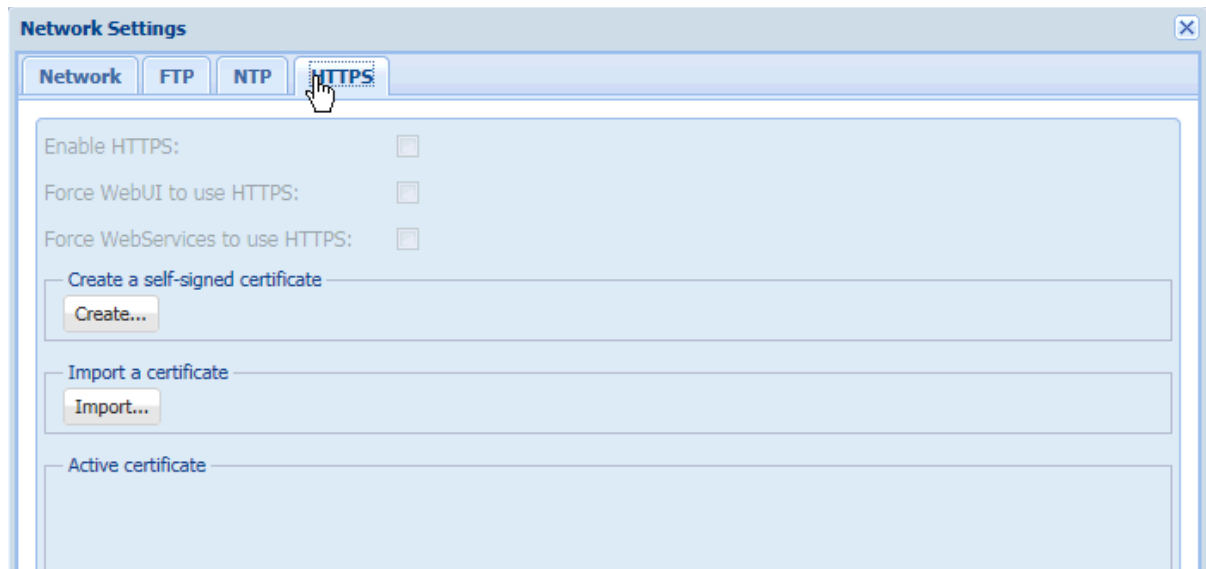 Network Settings
Network FTP NTP HTTPS
Enable HTTPS:
Force WebUI to use HTTPS:
Force WebServices to use HTTPS:
Create a self-signed certificate
Create...
Import a certificate
Import...
Active certificate